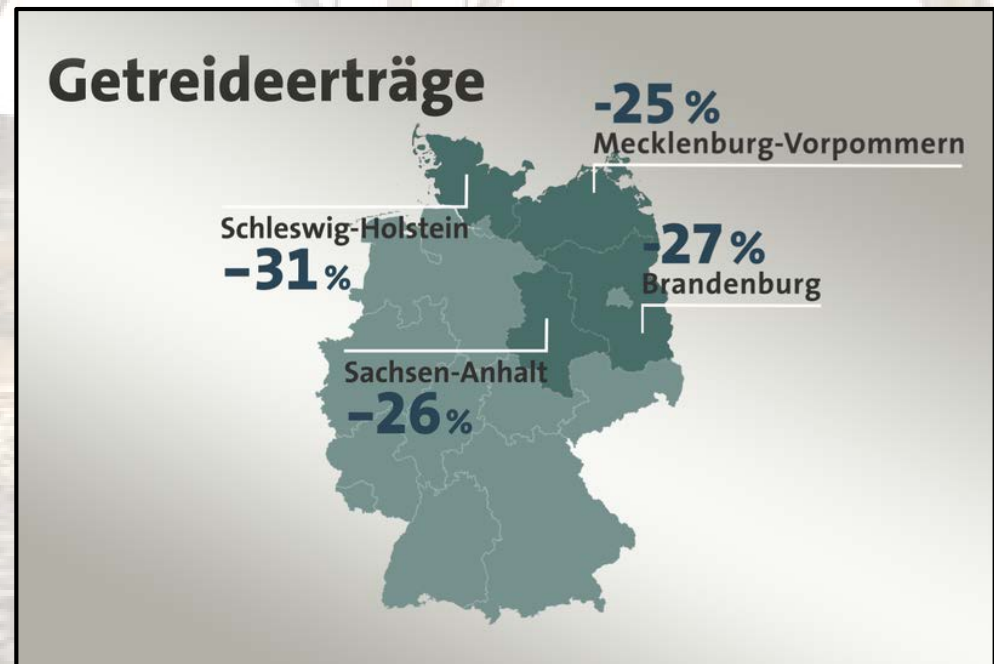 Getreideerträge
-25 %
Mecklenburg-Vorpommern
Schleswig-Holstein
-31 %
-27 %
Brandenburg
Sachsen-Anhalt
-26 %